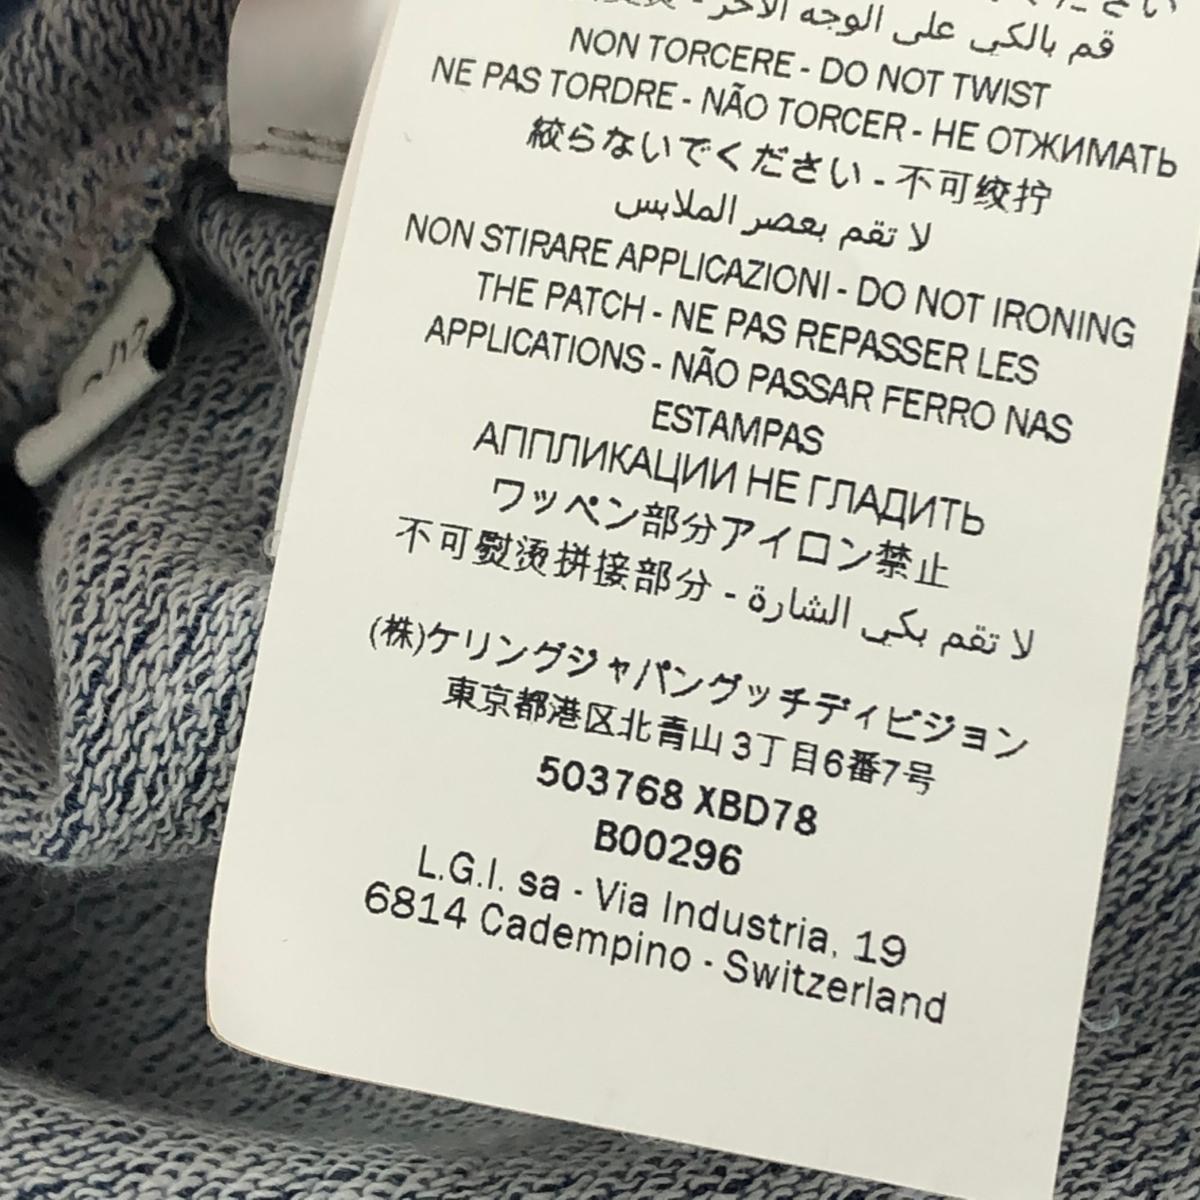 قم بالكي على الوجه الآخر -
NON TORCERE - DO NOT TWIST
NE PAS TORDRE - NÃO TORCER - НЕ ОТЖИМАТЬ
絞らないでください - 不可绞拧
لا تقم بعصر الملابس
NON STIRARE APPLICAZIONI - DO NOT IRONING
THE PATCH - NE PAS REPASSER LES
APPLICATIONS - NÃO PASSAR FERRO NAS
ESTAMPAS
АППЛИКАЦИИ НЕ ГЛАДИТЬ
ワッペン部分アイロン禁止
不可熨烫拼接部分 - لا تقم بكي الشارة
(株)ケリングジャパングッチディビジョン
東京都港区北青山3丁目6番7号
503768 XBD78
B00296
L.G.I. sa - Via Industria, 19
6814 Cadempino - Switzerland